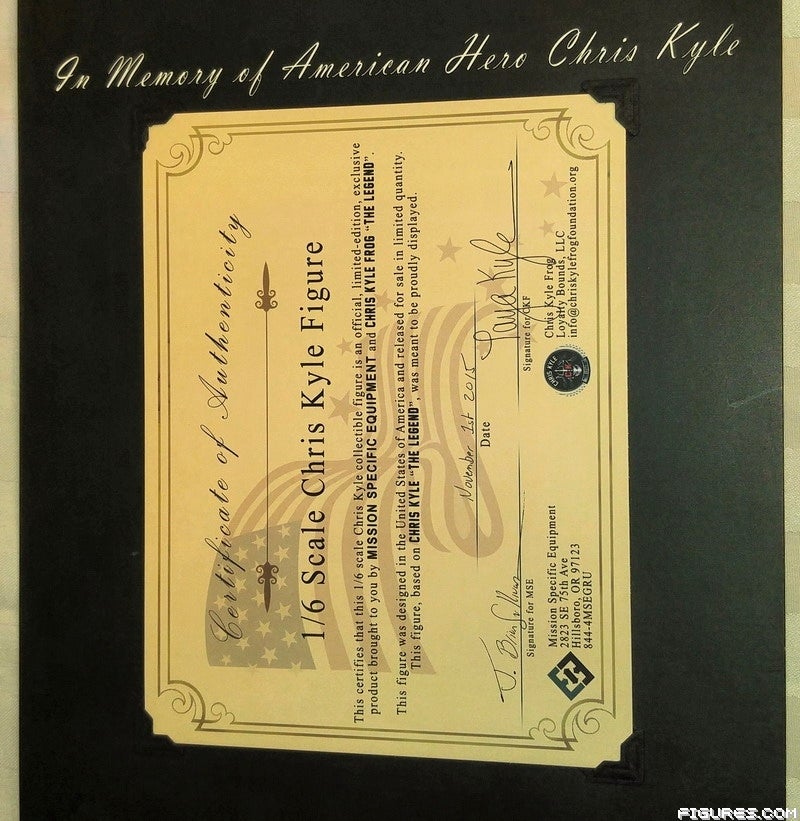 In Memory of American Hero Chris Kyle
Certificate of Authenticity
1/6 Scale Chris Kyle Figure
This certifies that this 1/6 scale Chris Kyle collectible figure is an official, limited-edition, exclusive
product brought to you by MISSION SPECIFIC EQUIPMENT and CHRIS KYLE FROG "THE LEGEND".
This figure was designed in the United States of America and released for sale in limited quantity.
This figure, based on CHRIS KYLE "THE LEGEND", was meant to be proudly displayed.
November 1st 2015
Date
J. Brian
Signature for MSE
Taya Kyle
Signature for CKF
Mission Specific Equipment
2823 SE 75th Ave
Hillsboro, OR 97123
844-4MSEGRU
CHRIS KYLE
Chris Kyle Frog
Loyalty Bounds, LLC
info@chriskylefrogfoundation.org
FIGURES.COM